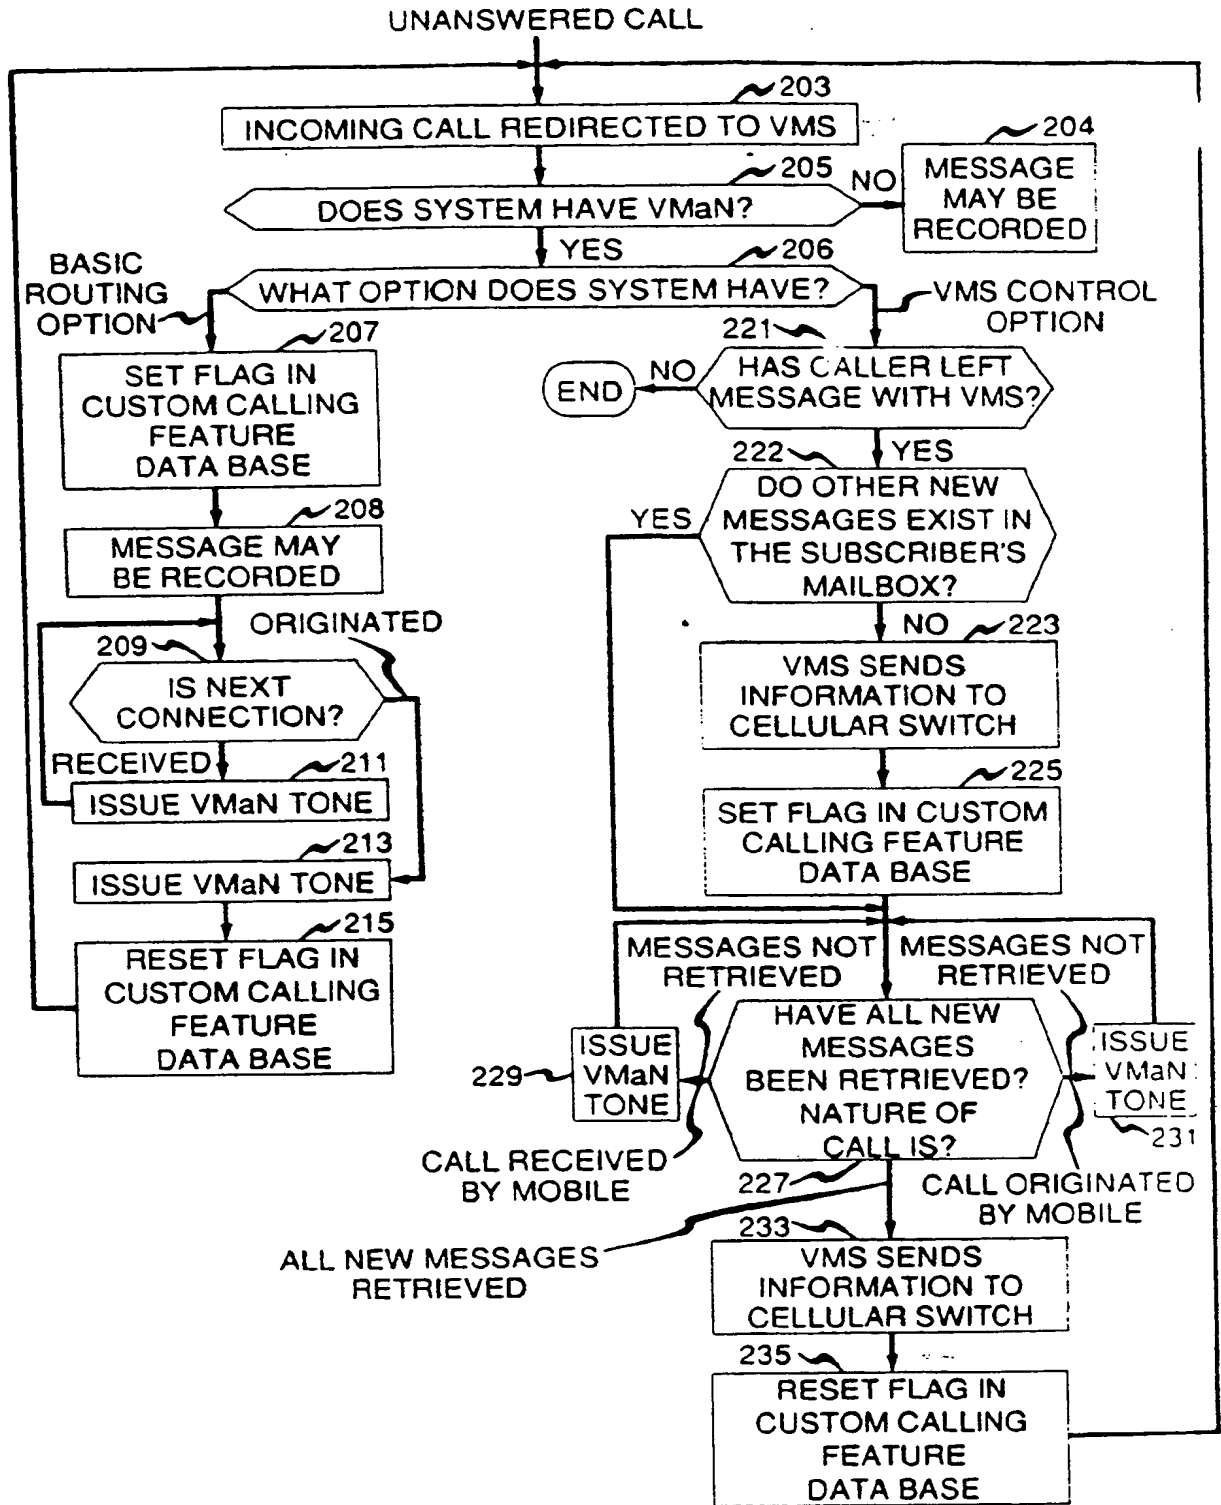 UNANSWERED CALL
203
INCOMING CALL REDIRECTED TO VMS
204
MESSAGE
MAY BE
RECORDED
205
DOES SYSTEM HAVE VMaN?
NO
YES
206
WHAT OPTION DOES SYSTEM HAVE?
BASIC
ROUTING
OPTION
VMS CONTROL
OPTION
207
SET FLAG IN
CUSTOM CALLING
FEATURE
DATA BASE
208
MESSAGE MAY
BE RECORDED
ORIGINATED
209
IS NEXT
CONNECTION?
RECEIVED
211
ISSUE VMaN TONE
213
ISSUE VMaN TONE
215
RESET FLAG IN
CUSTOM CALLING
FEATURE
DATA BASE
221
HAS CALLER LEFT
MESSAGE WITH VMS?
NO
END
YES
222
DO OTHER NEW
MESSAGES EXIST IN
THE SUBSCRIBER'S
MAILBOX?
YES
NO
223
VMS SENDS
INFORMATION TO
CELLULAR SWITCH
225
SET FLAG IN CUSTOM
CALLING FEATURE
DATA BASE
MESSAGES NOT
RETRIEVED
MESSAGES NOT
RETRIEVED
HAVE ALL NEW
MESSAGES
BEEN RETRIEVED?
NATURE OF
CALL IS?
227
229
ISSUE
VMaN
TONE
ISSUE
VMaN
TONE
231
CALL RECEIVED
BY MOBILE
CALL ORIGINATED
BY MOBILE
ALL NEW MESSAGES
RETRIEVED
233
VMS SENDS
INFORMATION TO
CELLULAR SWITCH
235
RESET FLAG IN
CUSTOM CALLING
FEATURE
DATA BASE